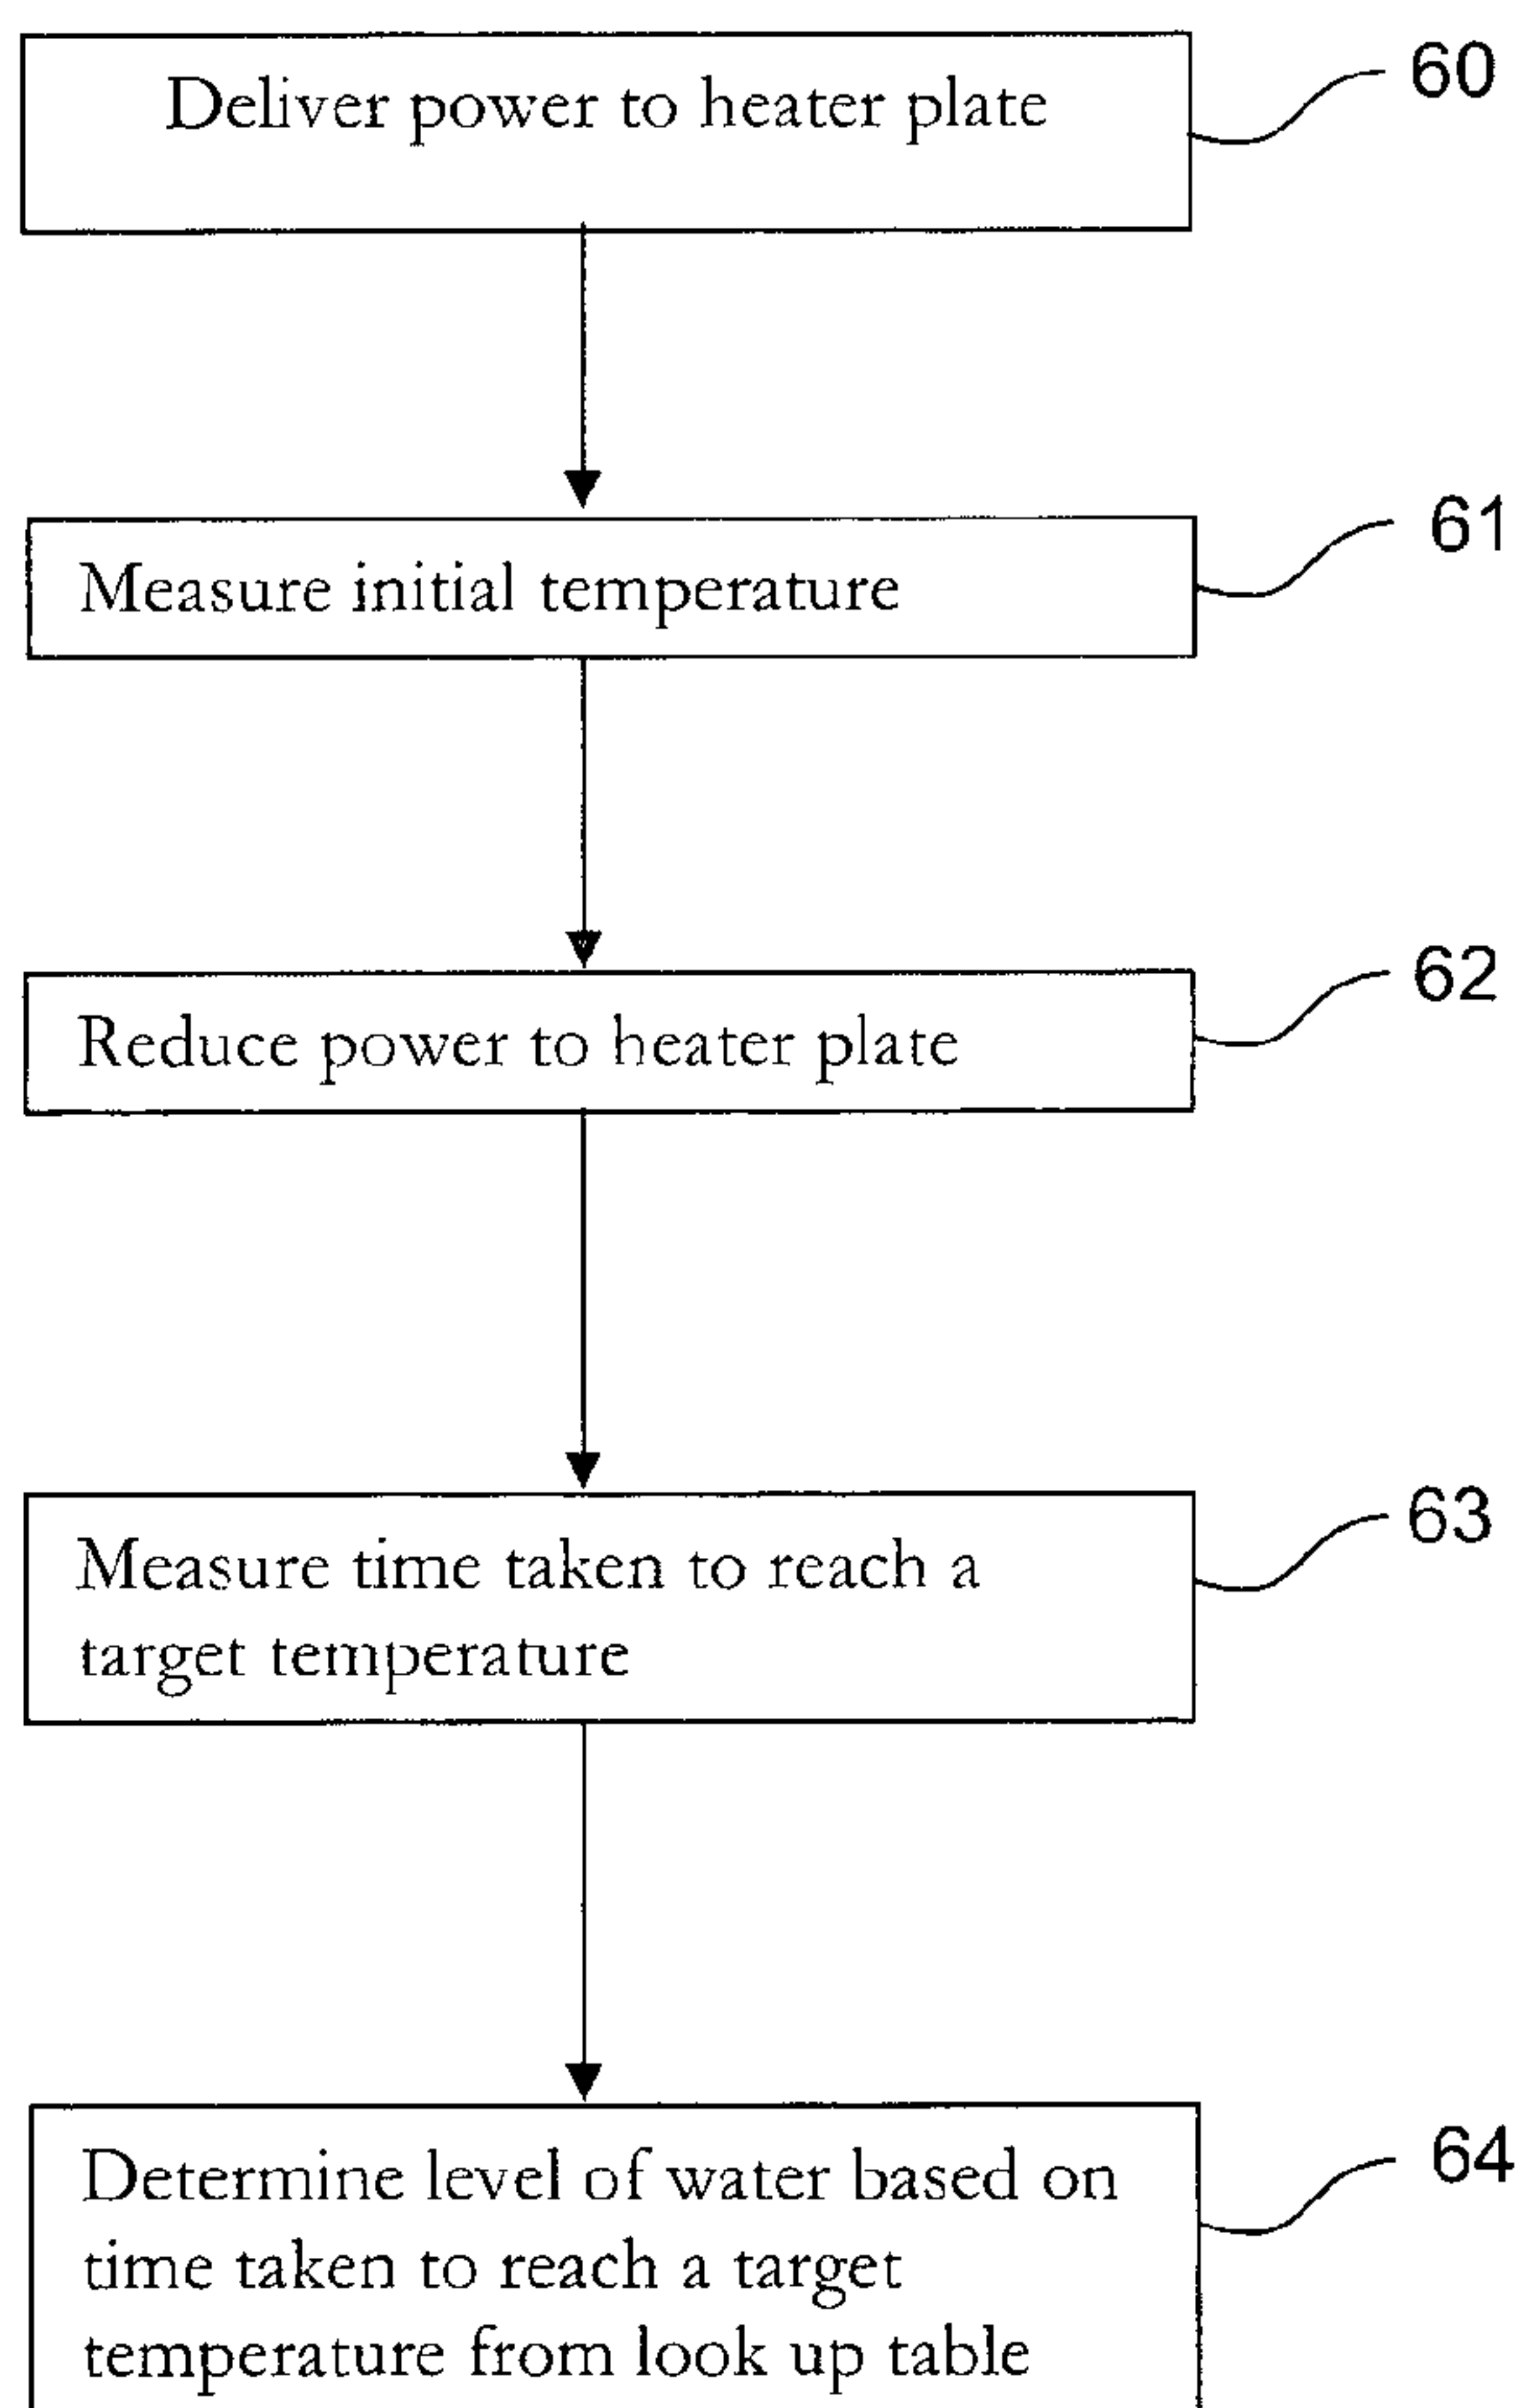 Deliver power to heater plate
60
Measure initial temperature
61
Reduce power to heater plate
62
Measure time taken to reach a
target temperature
63
Determine level of water based on
time taken to reach a target
temperature from look up table
64